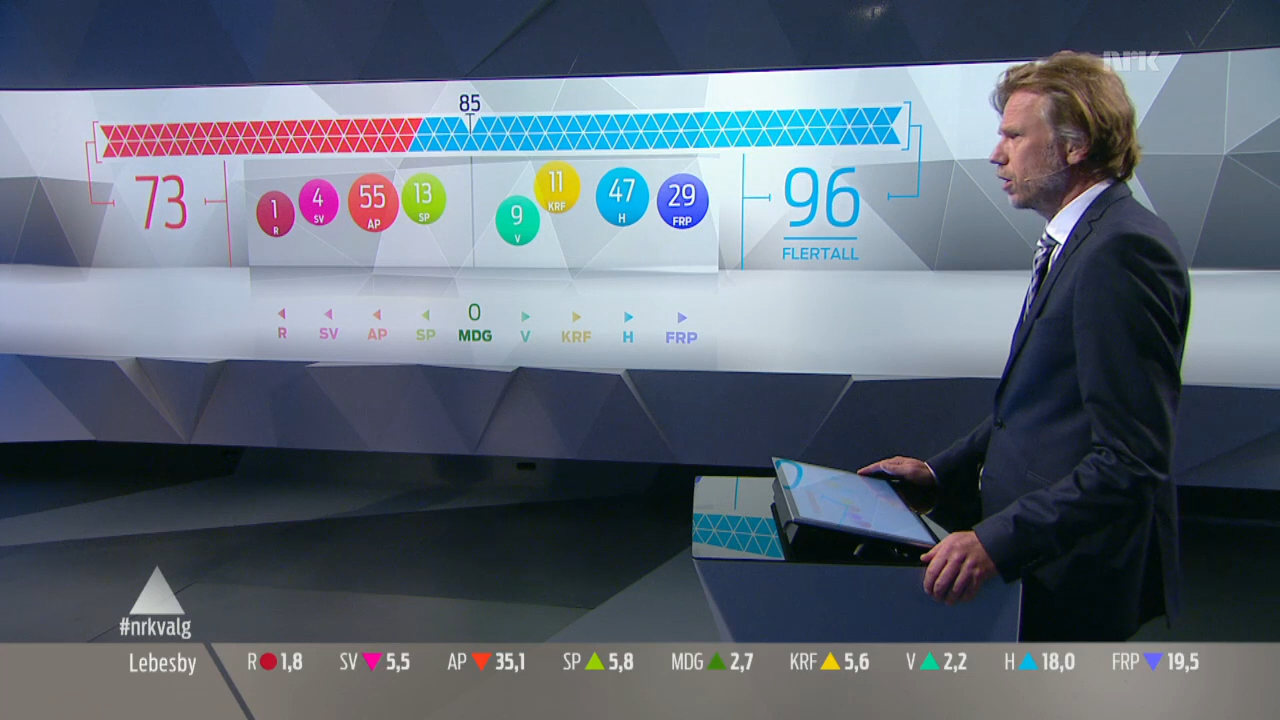 nrk
85
73
1 R
4 SV
55 AP
13 SP
9 V
11 KRF
47 H
29 FRP
96
FLERTALL
0
R SV AP SP MDG V KRF H FRP
#nrkvalg
Lebesby R 1,8 SV 5,5 AP 35,1 SP 5,8 MDG 2,7 KRF 5,6 V 2,2 H 18,0 FRP 19,5